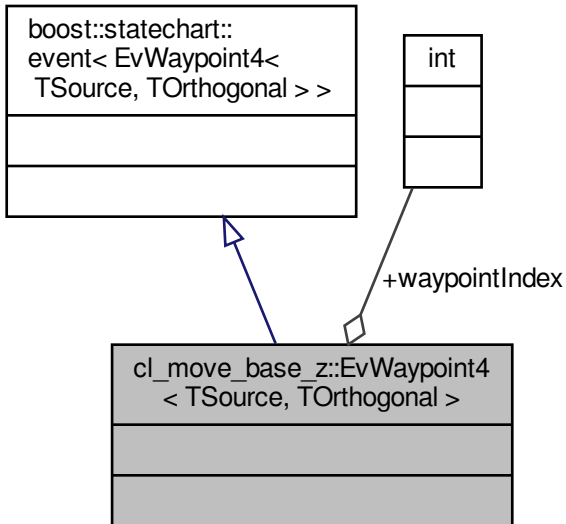 boost::statechart::
event< EvWaypoint4<
TSource, TOrthogonal > >
int
+waypointIndex
cl_move_base_z::EvWaypoint4
< TSource, TOrthogonal >